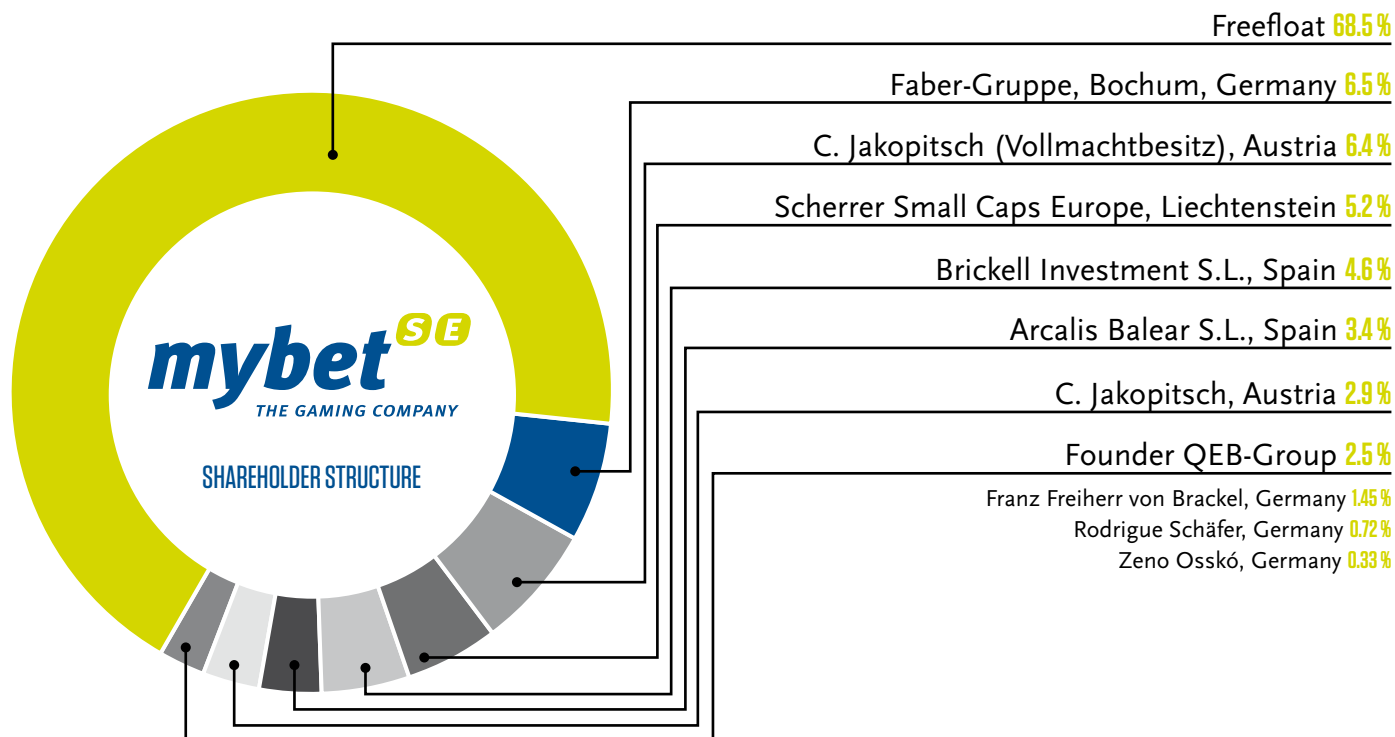 Freefloat 68.5 %
Faber-Gruppe, Bochum, Germany 6.5 %
C. Jakopitsch (Vollmachtbesitz), Austria 6.4 %
Scherrer Small Caps Europe, Liechtenstein 5.2 %
Brickell Investment S.L., Spain 4.6 %
Arcalis Balear S.L., Spain 3.4 %
C. Jakopitsch, Austria 2.9 %
Founder QEB-Group 2.5 %
Franz Freiherr von Brackel, Germany 1.45 %
Rodrigue Schäfer, Germany 0.72 %
Zeno Osskó, Germany 0.33 %
mybet SE
THE GAMING COMPANY
SHAREHOLDER STRUCTURE